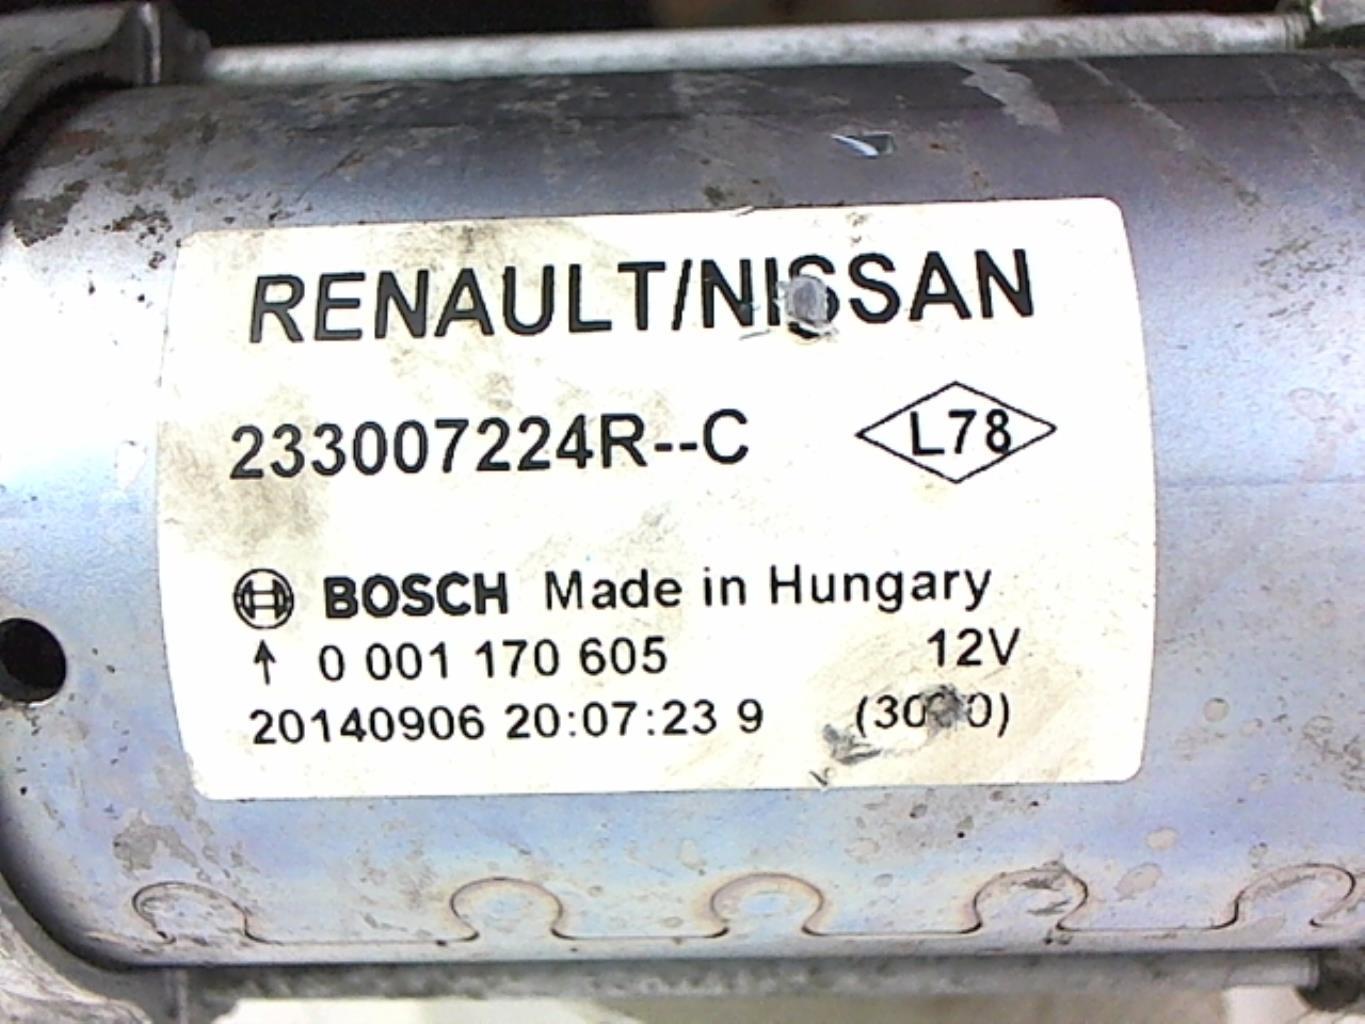 RENAULT/NISSAN
233007224R--C L78
BOSCH Made in Hungary
0 001 170 605 12V
20140906 20:07:23 9